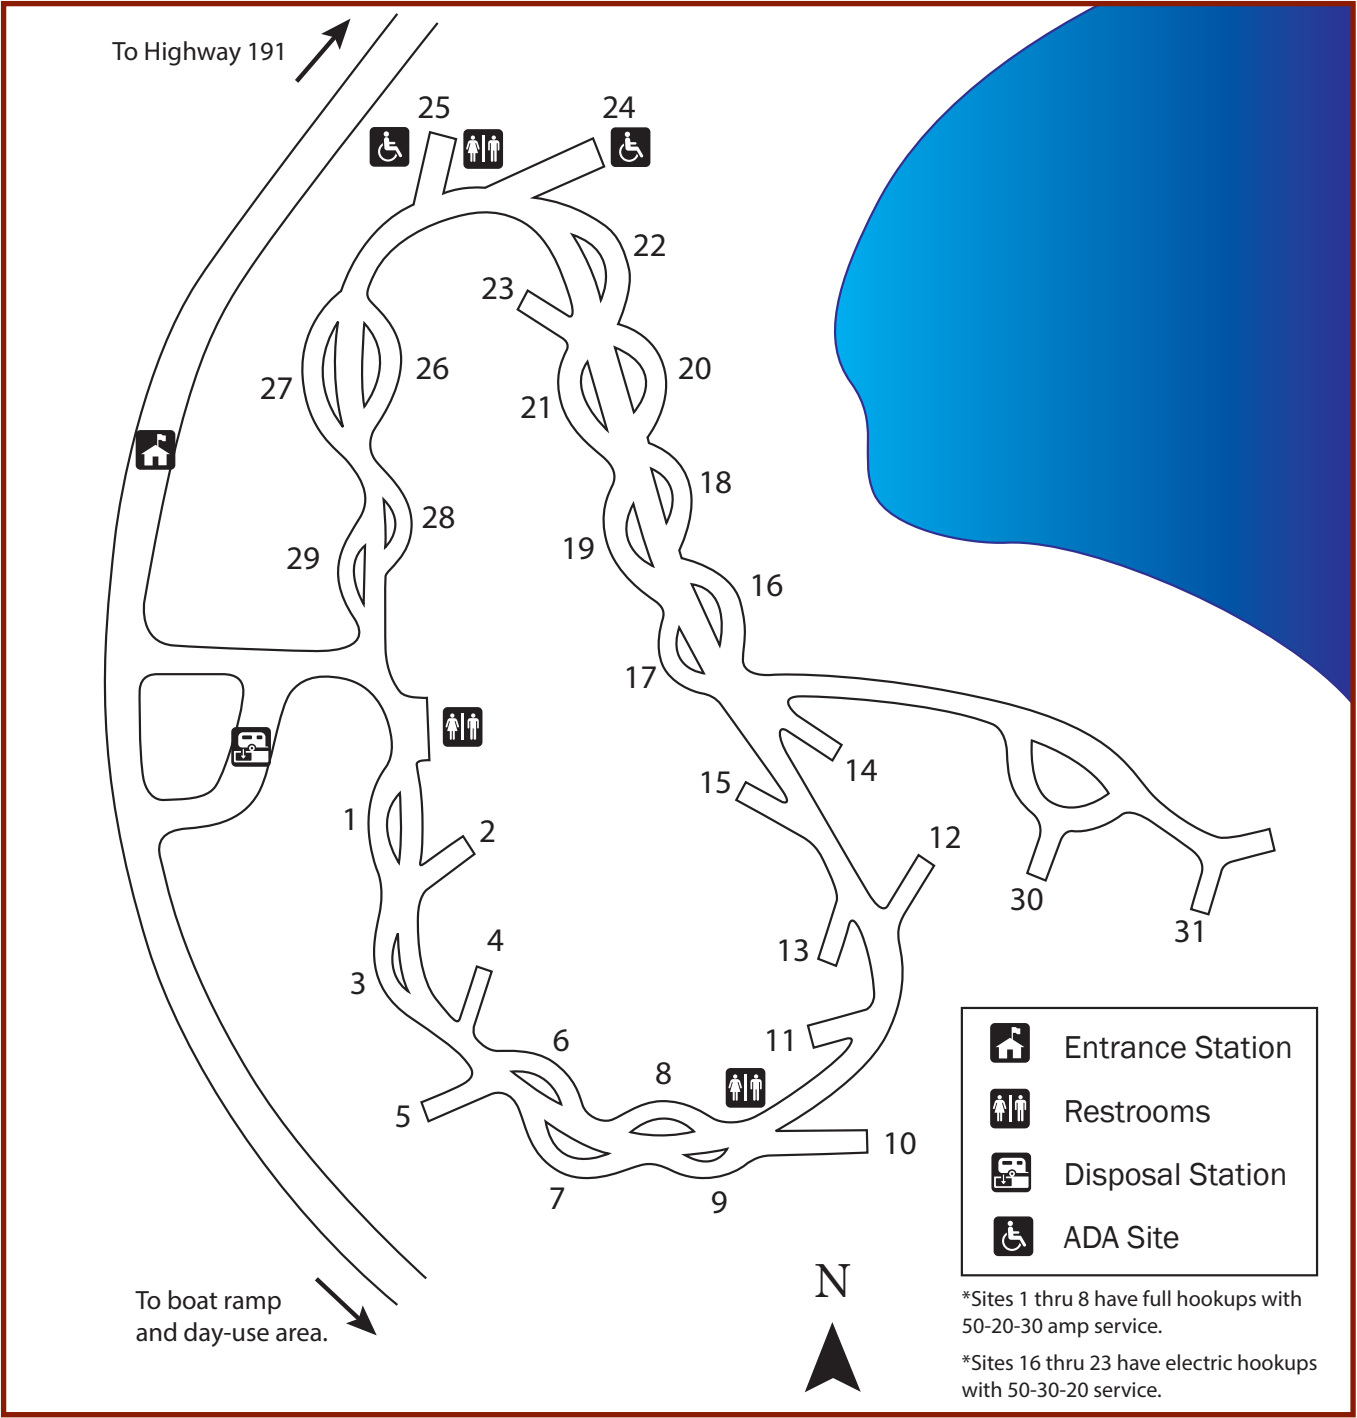 To Highway 191
25
24
22
23
20
26
27
21
18
28
19
29
16
17
14
15
1
2
12
30
31
4
13
3
11
6
8
5
10
7
9
Entrance Station
Restrooms
Disposal Station
ADA Site
N
To boat ramp
and day-use area.
*Sites 1 thru 8 have full hookups with
50-20-30 amp service.
*Sites 16 thru 23 have electric hookups
with 50-30-20 service.